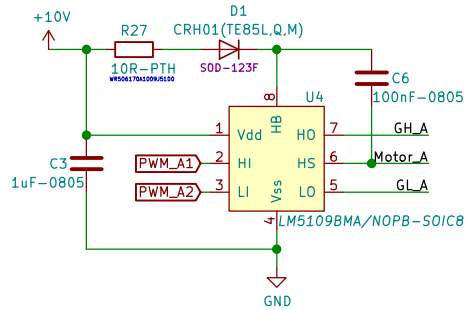 +10V
R27
10R-PTH
WR506170A1009J5100
D1
CRH01(TE85L,Q,M)
SOD-123F
C6
100nF-0805
U4
8
HB
1
Vdd
HO
7
GH_A
PWM_A1
2
HI
HS
6
Motor_A
PWM_A2
3
LI
LO
5
GL_A
Vss
4
C3
1uF-0805
LM5109BMA/NOPB-SOIC8
GND